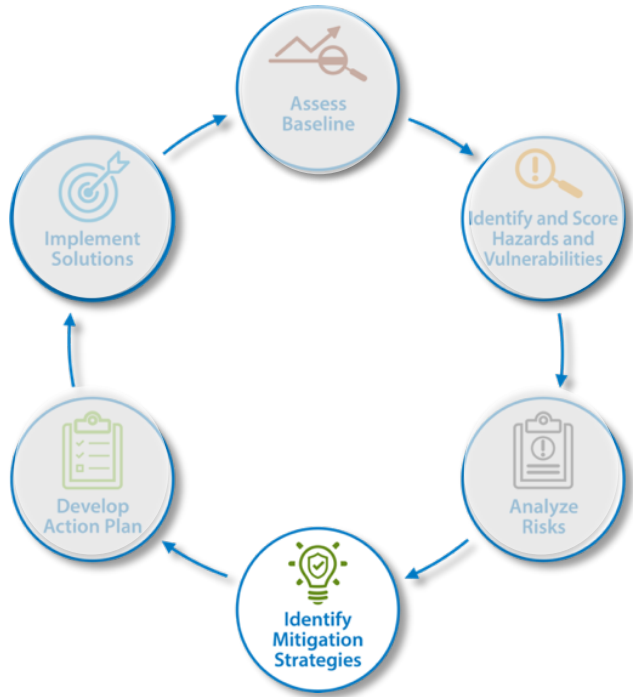 Assess
Baseline
Identify and Score
Hazards and
Vulnerabilities
Analyze
Risks
Identify
Mitigation
Strategies
Develop
Action Plan
Implement
Solutions